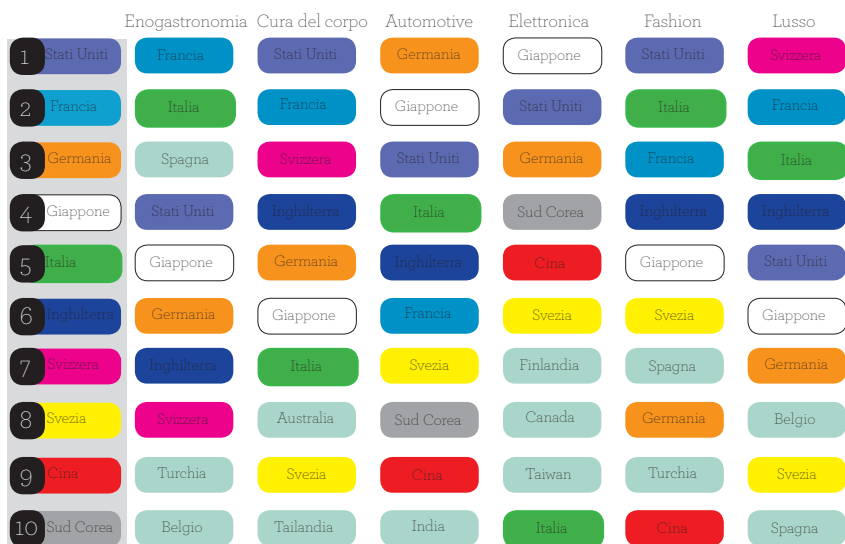 Enogastronomia Cura del corpo Automotive Elettronica Fashion Lusso
1 Stati Uniti Francia Stati Uniti Germania Giappone Stati Uniti Svizzera
2 Francia Italia Francia Giappone Stati Uniti Italia Francia
3 Germania Spagna Svizzera Stati Uniti Germania Francia Italia
4 Giappone Stati Uniti Inghilterra Italia Sud Corea Inghilterra Inghilterra
5 Italia Giappone Germania Inghilterra Cina Giappone Stati Uniti
6 Inghilterra Germania Giappone Francia Svezia Svezia Giappone
7 Svizzera Inghilterra Italia Svezia Finlandia Spagna Germania
8 Svezia Svizzera Australia Sud Corea Canada Germania Belgio
9 Cina Turchia Svezia Cina Taiwan Turchia Svezia
10 Sud Corea Belgio Tailandia India Italia Cina Spagna